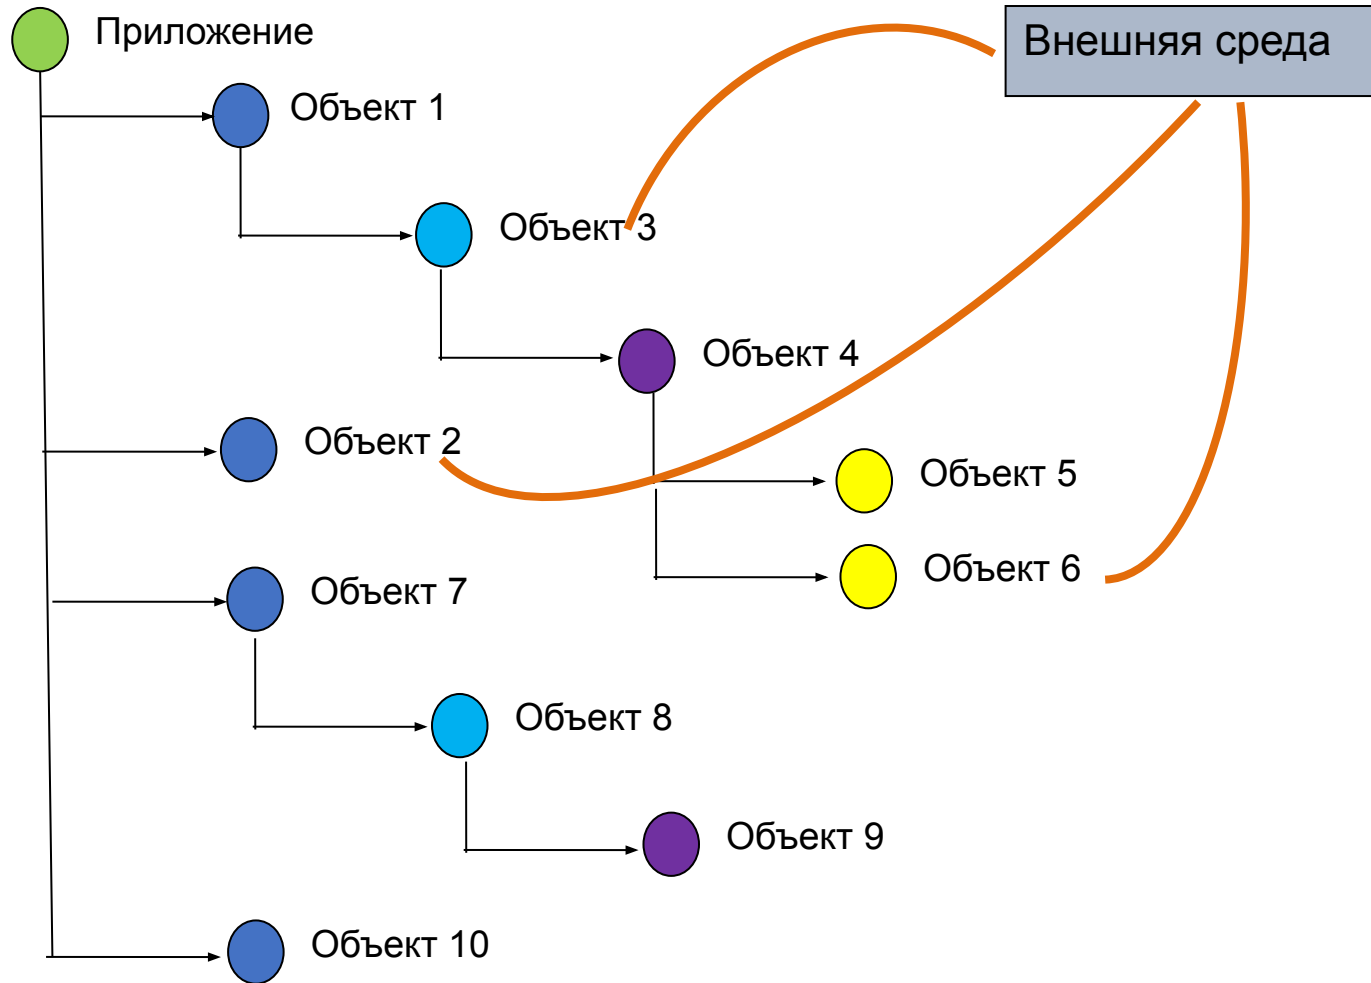 Приложение
Внешняя среда
Объект 1
Объект 3
Объект 4
Объект 2
Объект 5
Объект 6
Объект 7
Объект 8
Объект 9
Объект 10